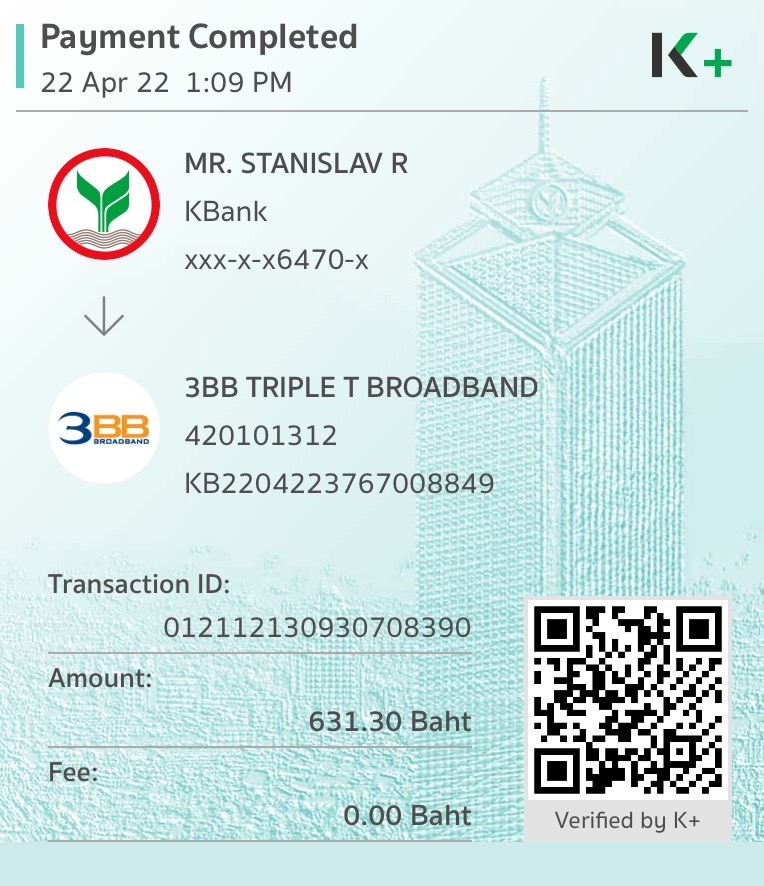 Payment Completed
22 Apr 22 1:09 PM
K+
MR. STANISLAV R
KBank
xxx-x-x6470-x
3BB TRIPLE T BROADBAND
3BB
BROADBAND
420101312
KB2204223767008849
Transaction ID:
012112130930708390
Amount:
631.30 Baht
Fee:
0.00 Baht
Verified by K+